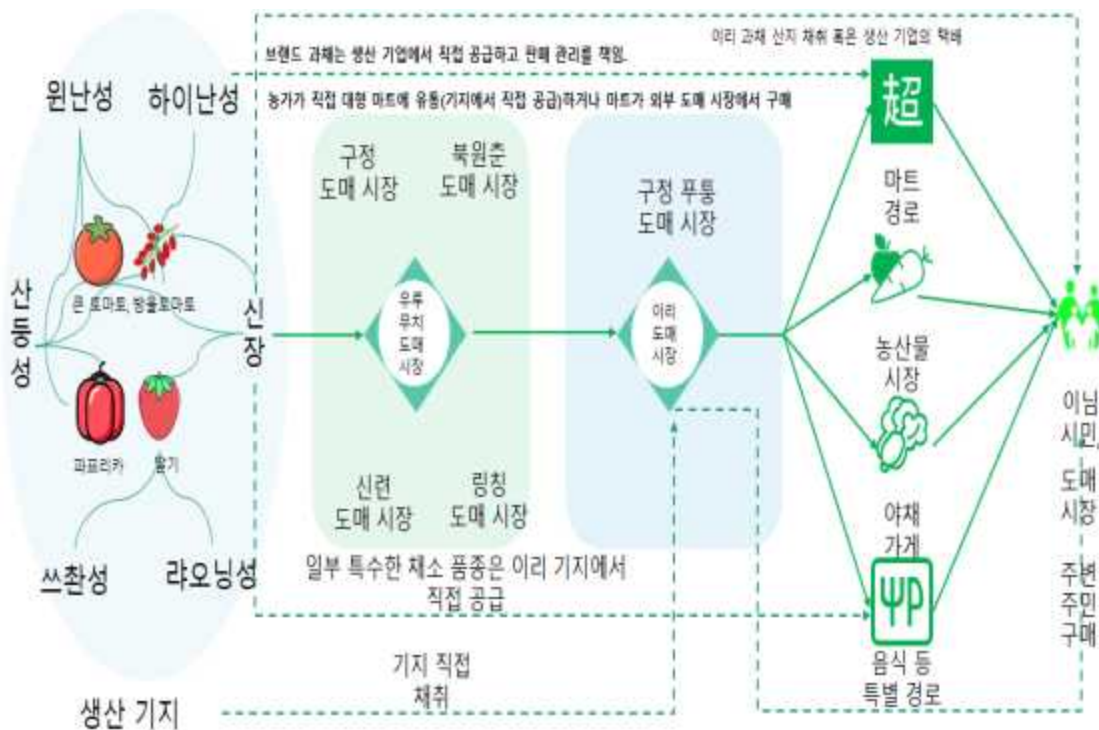 이리 과채 산지 채취 혹은 생산 기업의 택배
브랜드 과채는 생산 기업에서 직접 공급하고 판매 관리를 책임.
농가가 직접 대형 마트에 유통(기지에서 직접 공급)하거나 마트가 외부 도매 시장에서 구매
윈난성
하이난성
큰 토마토, 방울토마토
산둥성
신장
파프리카
딸기
쓰촨성
랴오닝성
생산 기지
구정
도매 시장
북원춘
도매 시장
우루
무치
도매
시장
신련
도매 시장
링칭
도매 시장
일부 특수한 채소 품종은 이리 기지에서
직접 공급
기지 직접
채취
구정 푸퉁
도매 시장
이리
도매
시장
超
마트
경로
농산물
시장
야채
가게
음식 등
특별 경로
이닝
시민,
도매
시장
주변
주민
구매